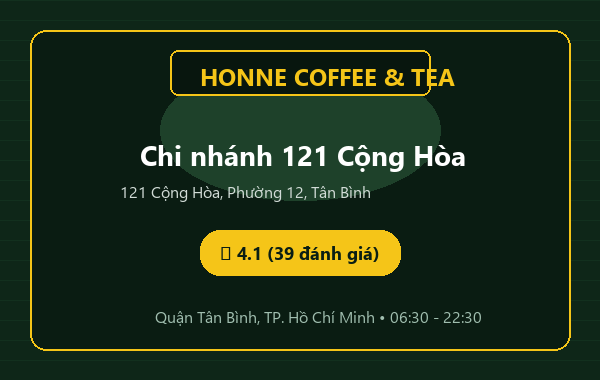 HONNE COFFEE & TEA
Chi nhánh 121 Cộng Hòa
121 Cộng Hòa, Phường 12, Tân Bình
4.1 (39 đánh giá)
Quận Tân Bình, TP. Hồ Chí Minh • 06:30 - 22:30